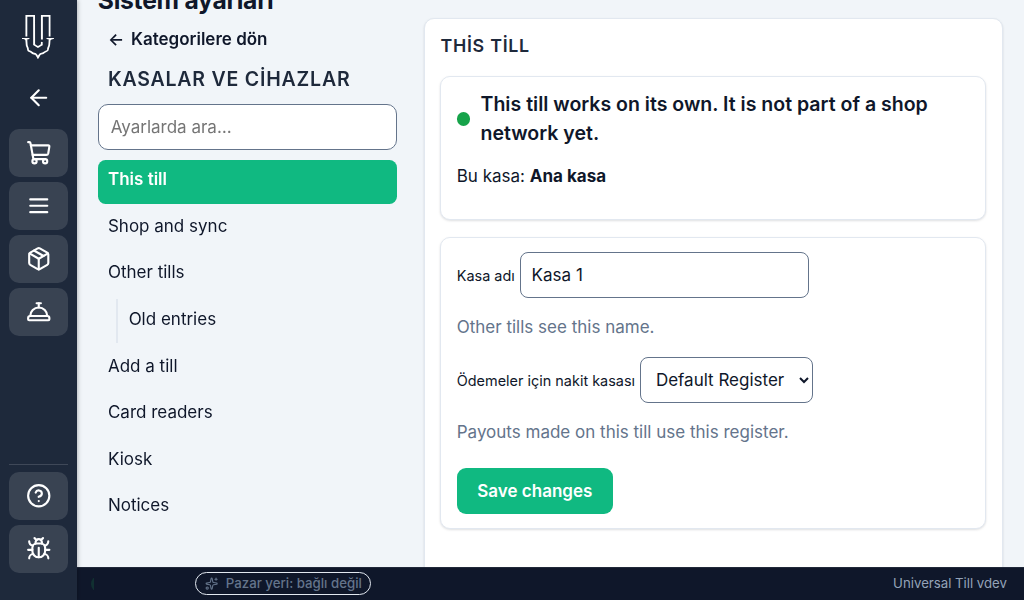 Sistem ayarları
Kategorilere dön
KASALAR VE CİHAZLAR
Ayarlarda ara...
This till
Shop and sync
Other tills
Old entries
Add a till
Card readers
Kiosk
Notices
THİS TİLL
This till works on its own. It is not part of a shop
network yet.
Bu kasa: Ana kasa
Kasa adı Kasa 1
Other tills see this name.
Ödemeler için nakit kasası Default Register
Payouts made on this till use this register.
Save changes
Pazar yeri: bağlı değil
Universal Till vdev